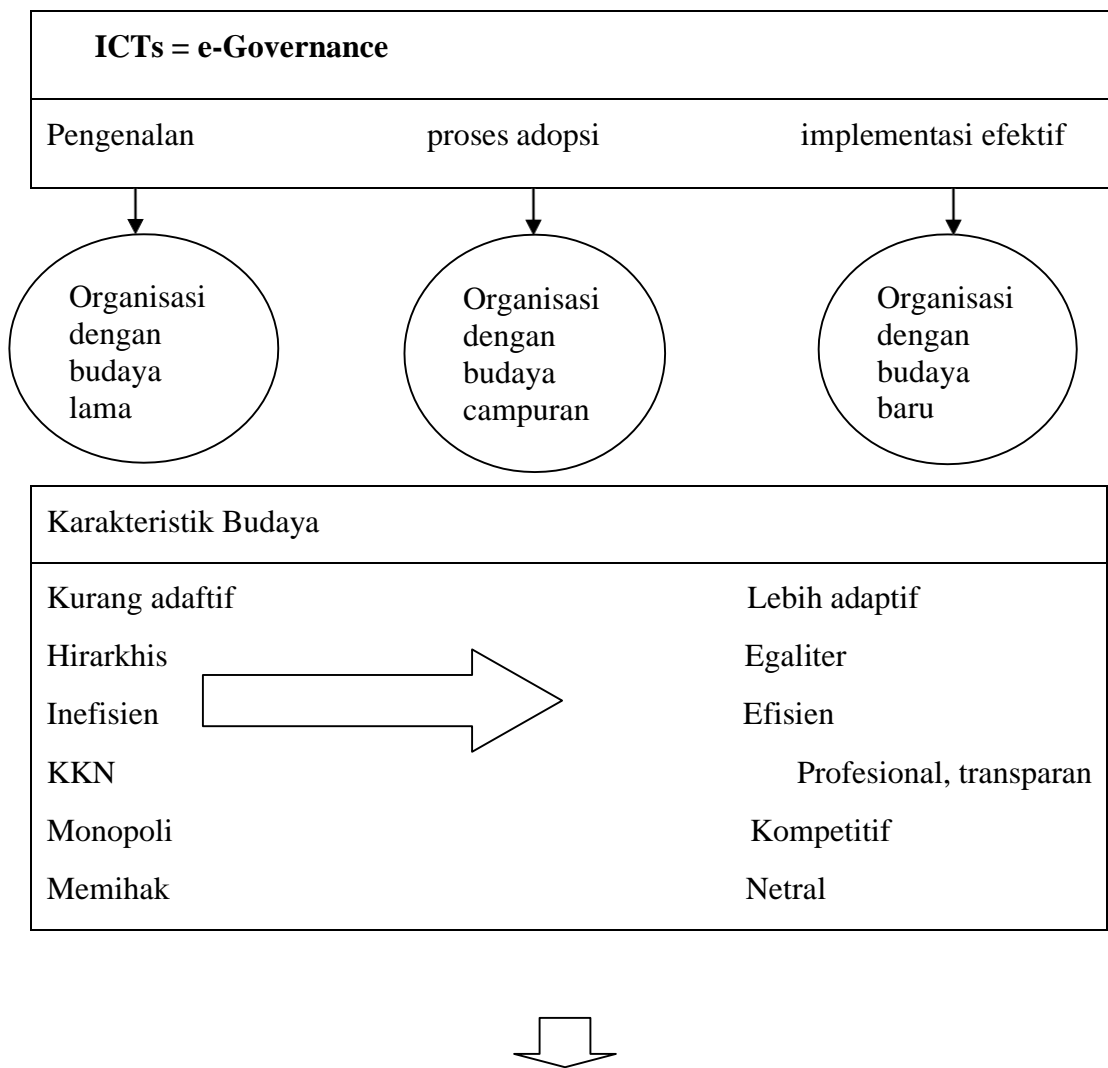 ICTs = e-Governance
Pengenalan proses adopsi implementasi efektif
Organisasi
dengan
budaya
lama
Organisasi
dengan
budaya
campuran
Organisasi
dengan
budaya
baru
Karakteristik Budaya
Kurang adaftif Lebih adaptif
Hirarkhis Egaliter
Inefisien Efisien
KKN Profesional, transparan
Monopoli Kompetitif
Memihak Netral